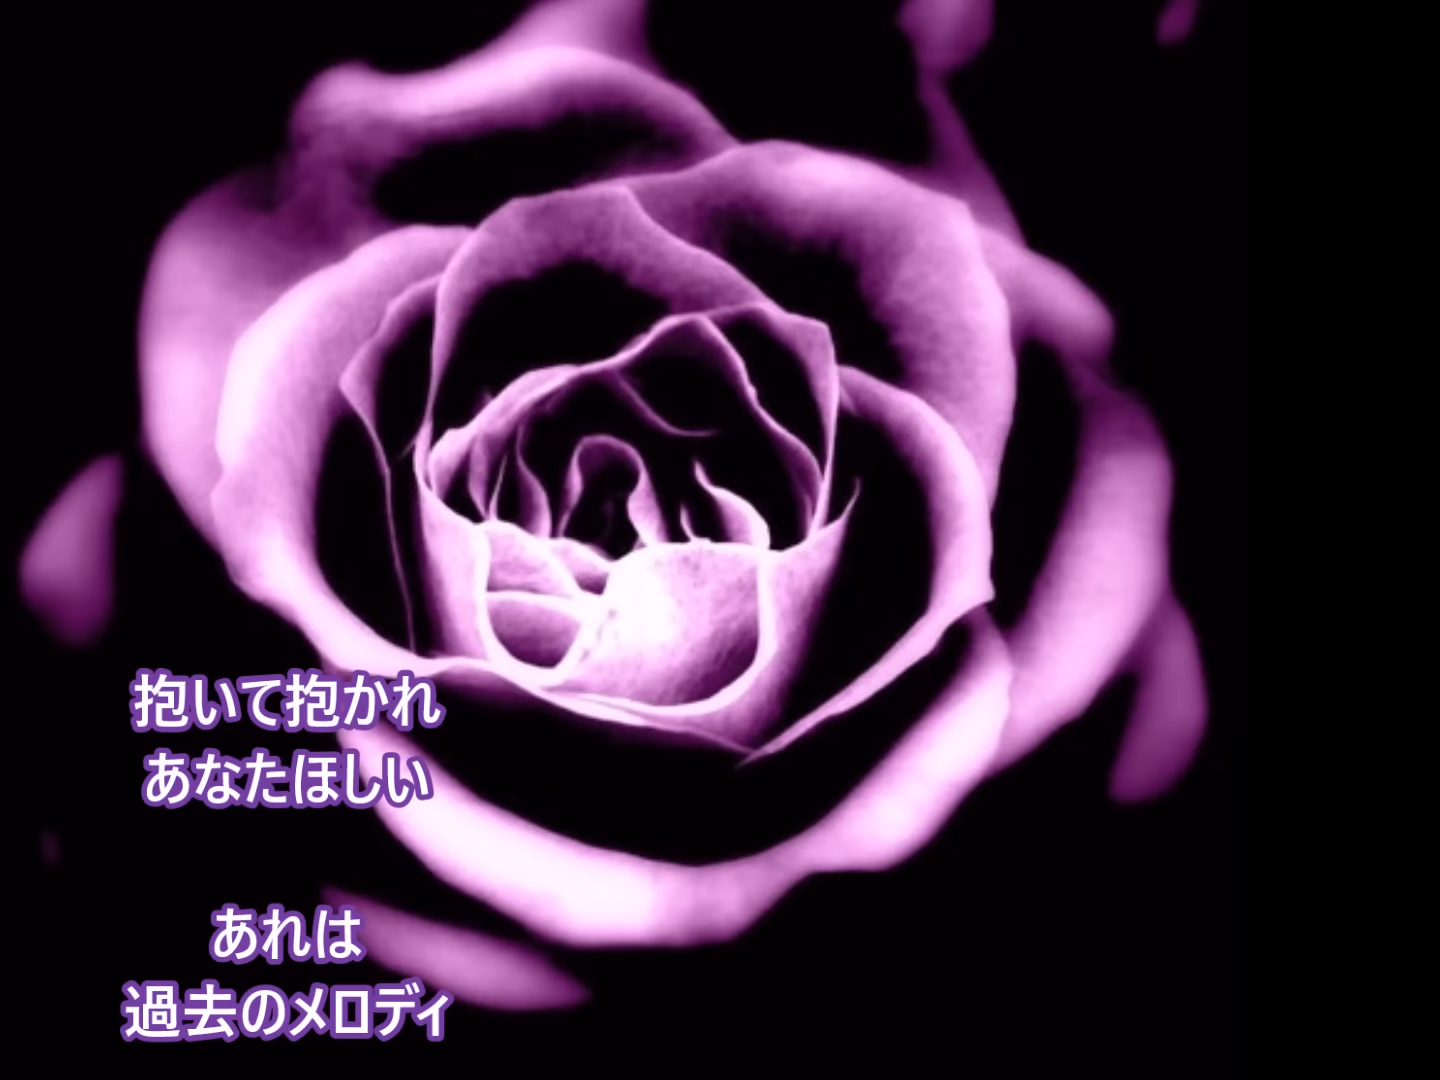 抱いて抱かれ
あなたほしい
あれは
過去のメロディ